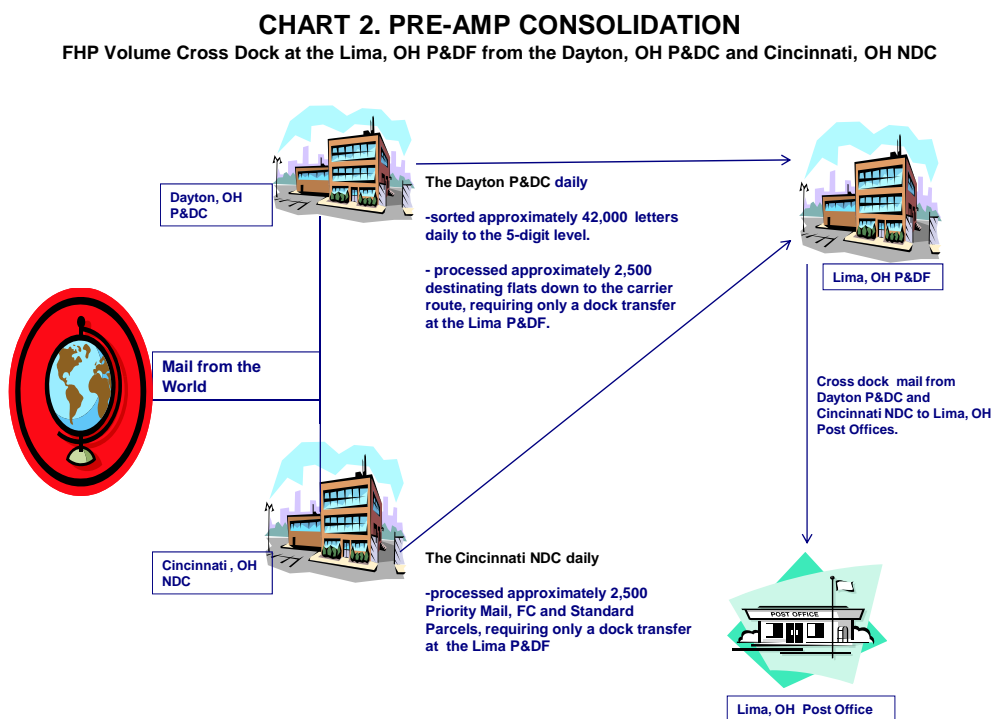 CHART 2. PRE-AMP CONSOLIDATION
FHP Volume Cross Dock at the Lima, OH P&DF from the Dayton, OH P&DC and Cincinnati, OH NDC
Dayton, OH
P&DC
The Dayton P&DC daily
-sorted approximately 42,000 letters
daily to the 5-digit level.
- processed approximately 2,500
destinating flats down to the carrier
route, requiring only a dock transfer
at the Lima P&DF.
Lima, OH P&DF
Mail from the
World
Cross dock mail from
Dayton P&DC and
Cincinnati NDC to Lima, OH
Post Offices.
Cincinnati , OH
NDC
The Cincinnati NDC daily
-processed approximately 2,500
Priority Mail, FC and Standard
Parcels, requiring only a dock transfer
at the Lima P&DF
POST OFFICE
Lima, OH Post Office